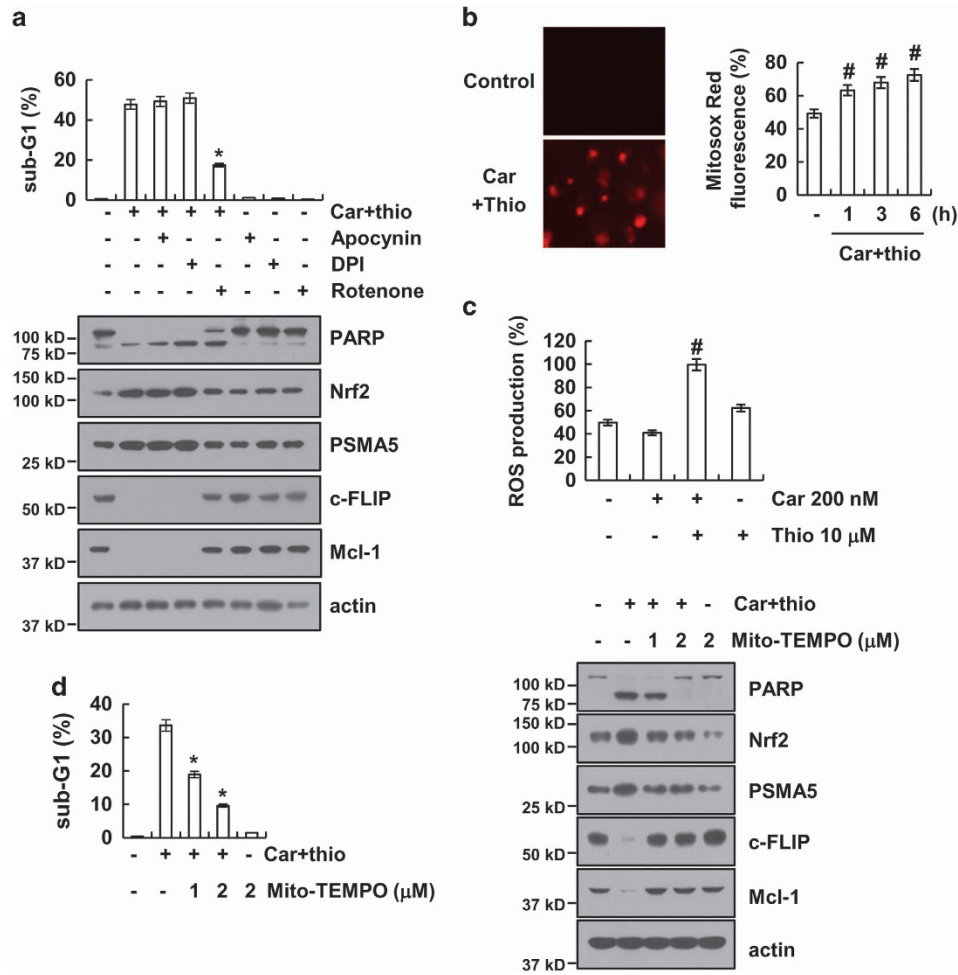 a
sub-G1 (%)
60
40
20
0
- + + + + - - - Car+thio
- - + - - + - - Apocynin
- - - + - - + - DPI
- - - - + - - + Rotenone
100 kD
75 kD
PARP
150 kD
100 kD
Nrf2
25 kD
PSMA5
50 kD
c-FLIP
37 kD
Mcl-1
37 kD
actin
*
b
Control
Car
+Thio
Mitosox Red
fluorescence (%)
80
60
40
20
0
# # #
- 1 3 6 (h)
Car+thio
c
ROS production (%)
120
100
80
60
40
20
0
#
- + + - Car 200 nM
- - + + Thio 10 μM
d
sub-G1 (%)
40
30
20
10
0
* *
- + + + - Car+thio
- - 1 2 2 Mito-TEMPO (μM)
- + + + - Car+thio
- - 1 2 2 Mito-TEMPO (μM)
100 kD
75 kD
PARP
150 kD
100 kD
Nrf2
25 kD
PSMA5
50 kD
c-FLIP
37 kD
Mcl-1
37 kD
actin